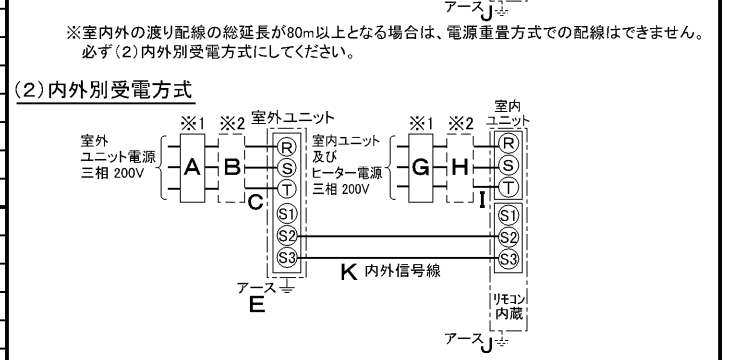 アースJ
※室内外の渡り配線の総延長が80m以上となる場合は、電源重畳方式での配線はできません。
必ず(2)内外別受電方式にしてください。
(2)内外別受電方式
※1 ※2 室外ユニット
室外
ユニット電源
三相 200V
A B C
R
S
T
S1
S2
S3
アース
E
※1 ※2 室内
ユニット
室内ユニット
及び
ヒーター電源
三相 200V
G H I
R
S
T
S1
S2
S3
K 内外信号線
リモコン
内蔵
アースJ